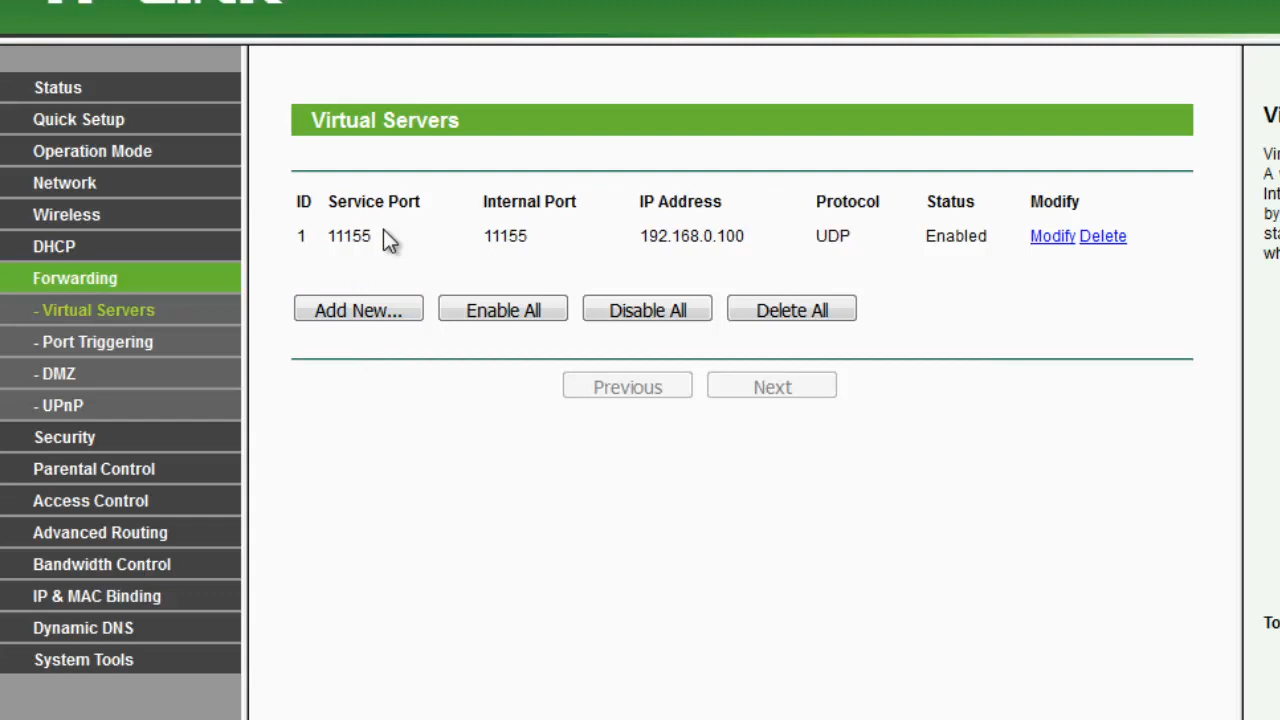 Status
Quick Setup
Operation Mode
Network
Wireless
DHCP
Forwarding
- Virtual Servers
- Port Triggering
- DMZ
- UPnP
Security
Parental Control
Access Control
Advanced Routing
Bandwidth Control
IP & MAC Binding
Dynamic DNS
System Tools
Virtual Servers
ID Service Port Internal Port IP Address Protocol Status Modify
1 11155 11155 192.168.0.100 UDP Enabled Modify Delete
Add New... Enable All Disable All Delete All
Previous Next